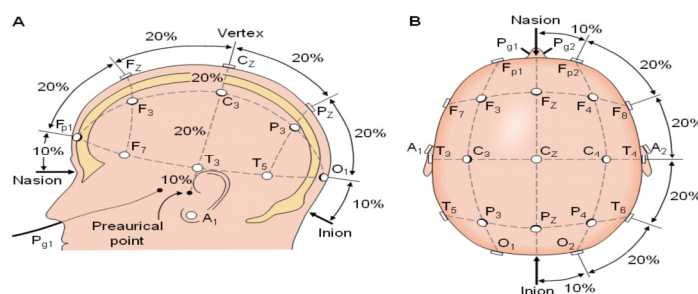 A
20%
Vertex
20%
FZ
20%
CZ
20%
20%
PZ
Fp1
F3
C3
P3
20%
20%
10%
F7
T3
T5
O1
Nasion
10%
10%
Preaurical
point
A1
Inion
Pg1
B
Nasion
10%
Pg1
Pg2
20%
Fp1
Fp2
F7
F3
FZ
F4
F8
20%
A1
T3
C3
CZ
C4
T4
A2
T5
P3
PZ
P4
T6
20%
O1
O2
20%
Inion
10%